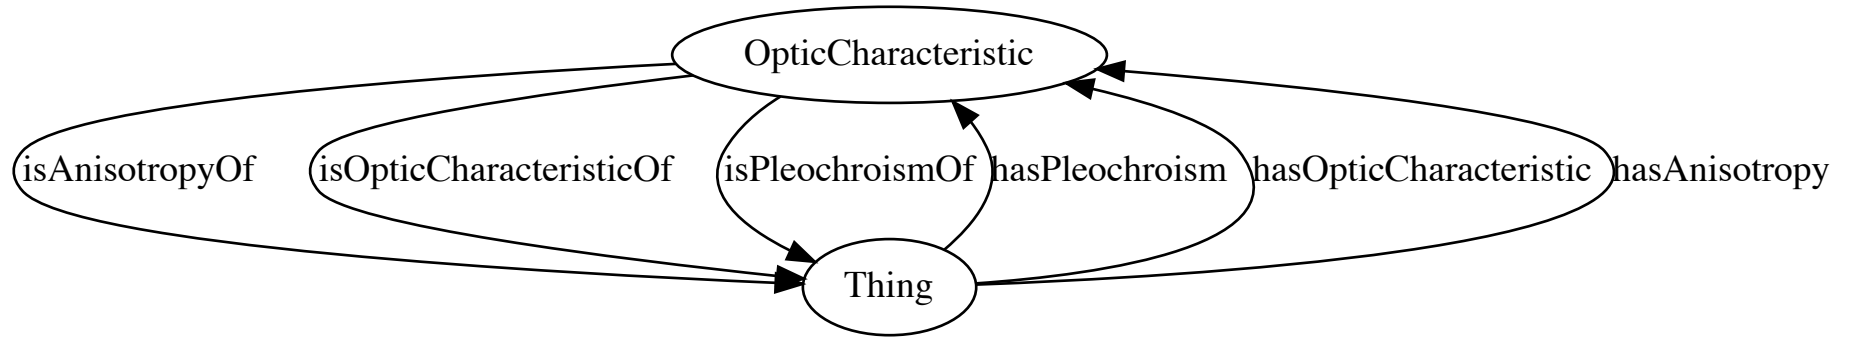 OpticCharacteristic
isAnisotropyOf
isOpticCharacteristicOf
isPleochroismOf
hasPleochroism
hasOpticCharacteristic
hasAnisotropy
Thing